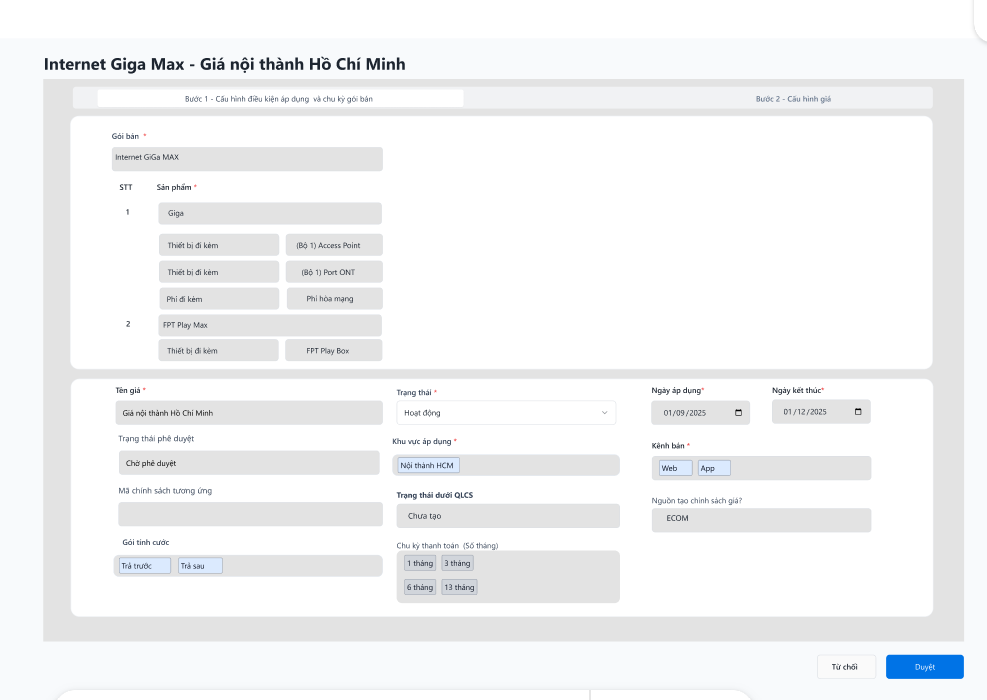 Internet Giga Max - Giá nội thành Hồ Chí Minh
Bước 1 - Cấu hình điều kiện áp dụng và chu kỳ gói bán
Bước 2 - Cấu hình giá
Gói bán *
Internet GiGa MAX
STT Sản phẩm *
1 Giga
Thiết bị đi kèm (Bộ 1) Access Point
Thiết bị đi kèm (Bộ 1) Port ONT
Phí đi kèm Phí hòa mạng
2 FPT Play Max
Thiết bị đi kèm FPT Play Box
Tên giá *
Giá nội thành Hồ Chí Minh
Trạng thái phê duyệt
Chờ phê duyệt
Mã chính sách tương ứng
Gói tính cước
Trả trước Trả sau
Trạng thái *
Hoạt động
Khu vực áp dụng *
Nội thành HCM
Trạng thái dưới QLCS
Chưa tạo
Chu kỳ thanh toán (Số tháng)
1 tháng 3 tháng
6 tháng 13 tháng
Ngày áp dụng* Ngày kết thúc*
01/09/2025 01/12/2025
Kênh bán *
Web App
Nguồn tạo chính sách giá?
ECOM
Từ chối Duyệt